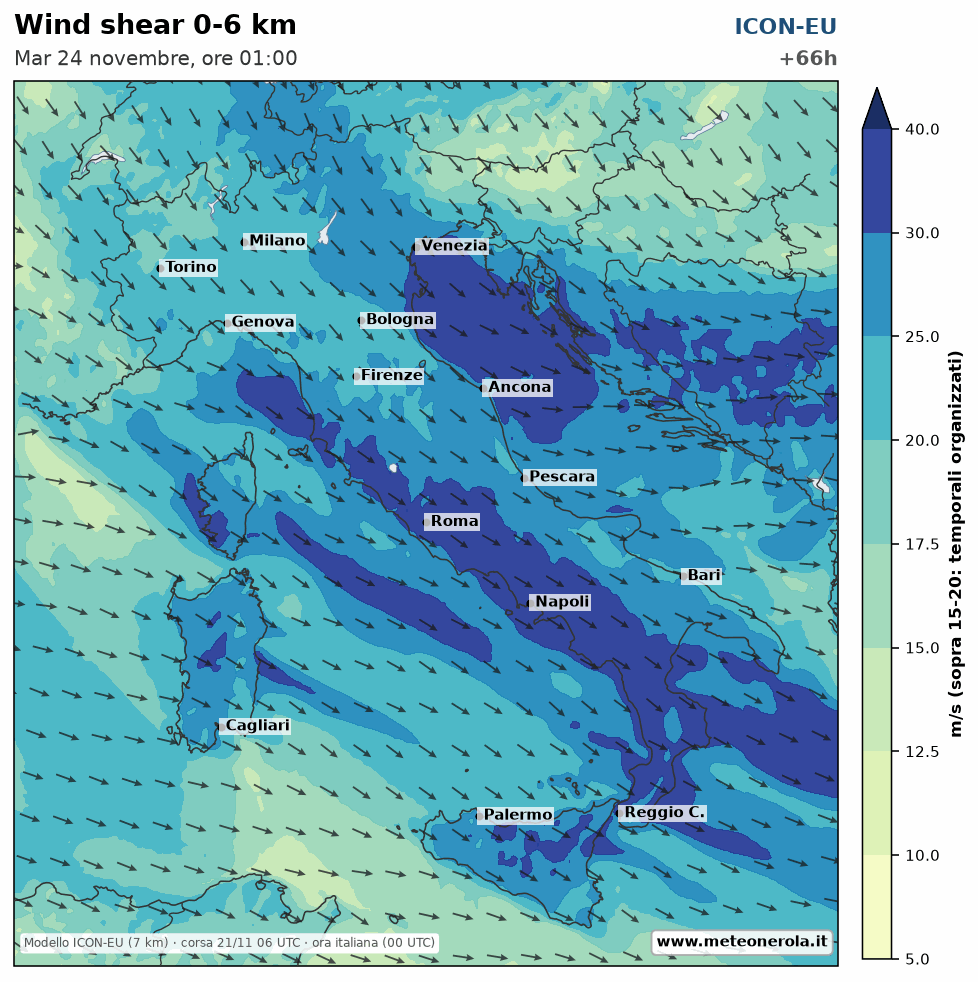 Wind shear 0-6 km
ICON-EU
Mar 24 novembre, ore 01:00
+66h
40.0
30.0
25.0
20.0
17.5
15.0
12.5
10.0
5.0
m/s (sopra 15-20: temporali organizzati)
Milano
Venezia
Torino
Genova
Bologna
Firenze
Ancona
Pescara
Roma
Bari
Napoli
Cagliari
Palermo
Reggio C.
Modello ICON-EU (7 km) · corsa 21/11 06 UTC · ora italiana (00 UTC)
www.meteonerola.it